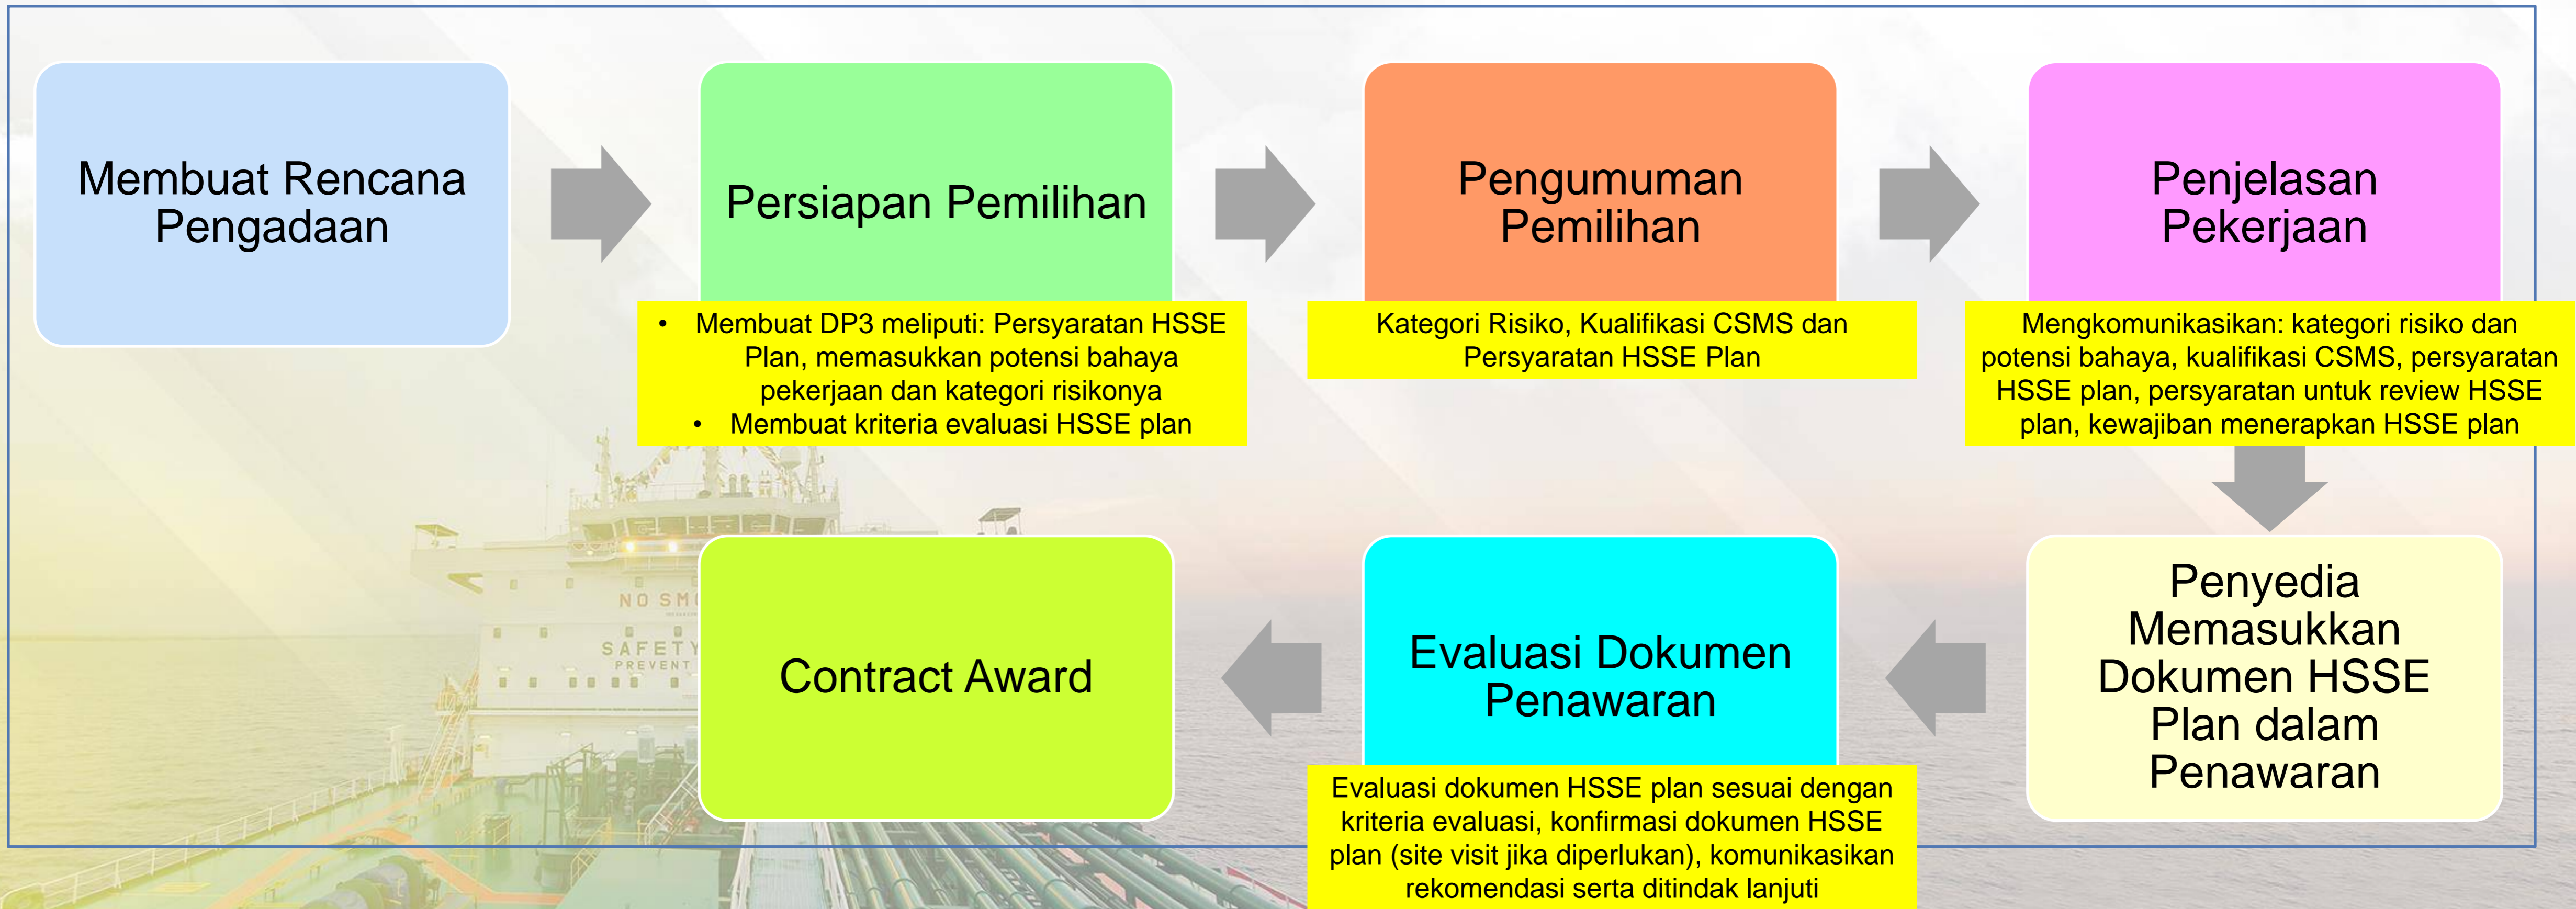 Membuat Rencana
Pengadaan
Persiapan Pemilihan
• Membuat DP3 meliputi: Persyaratan HSSE
Plan, memasukkan potensi bahaya
pekerjaan dan kategori risikonya
• Membuat kriteria evaluasi HSSE plan
Pengumuman
Pemilihan
Kategori Risiko, Kualifikasi CSMS dan
Persyaratan HSSE Plan
Penjelasan
Pekerjaan
Mengkomunikasikan: kategori risiko dan
potensi bahaya, kualifikasi CSMS, persyaratan
HSSE plan, persyaratan untuk review HSSE
plan, kewajiban menerapkan HSSE plan
Penyedia
Memasukkan
Dokumen HSSE
Plan dalam
Penawaran
Evaluasi Dokumen
Penawaran
Evaluasi dokumen HSSE plan sesuai dengan
kriteria evaluasi, konfirmasi dokumen HSSE
plan (site visit jika diperlukan), komunikasikan
rekomendasi serta ditindak lanjuti
Contract Award
NO SM
SAFETY
PREVENT